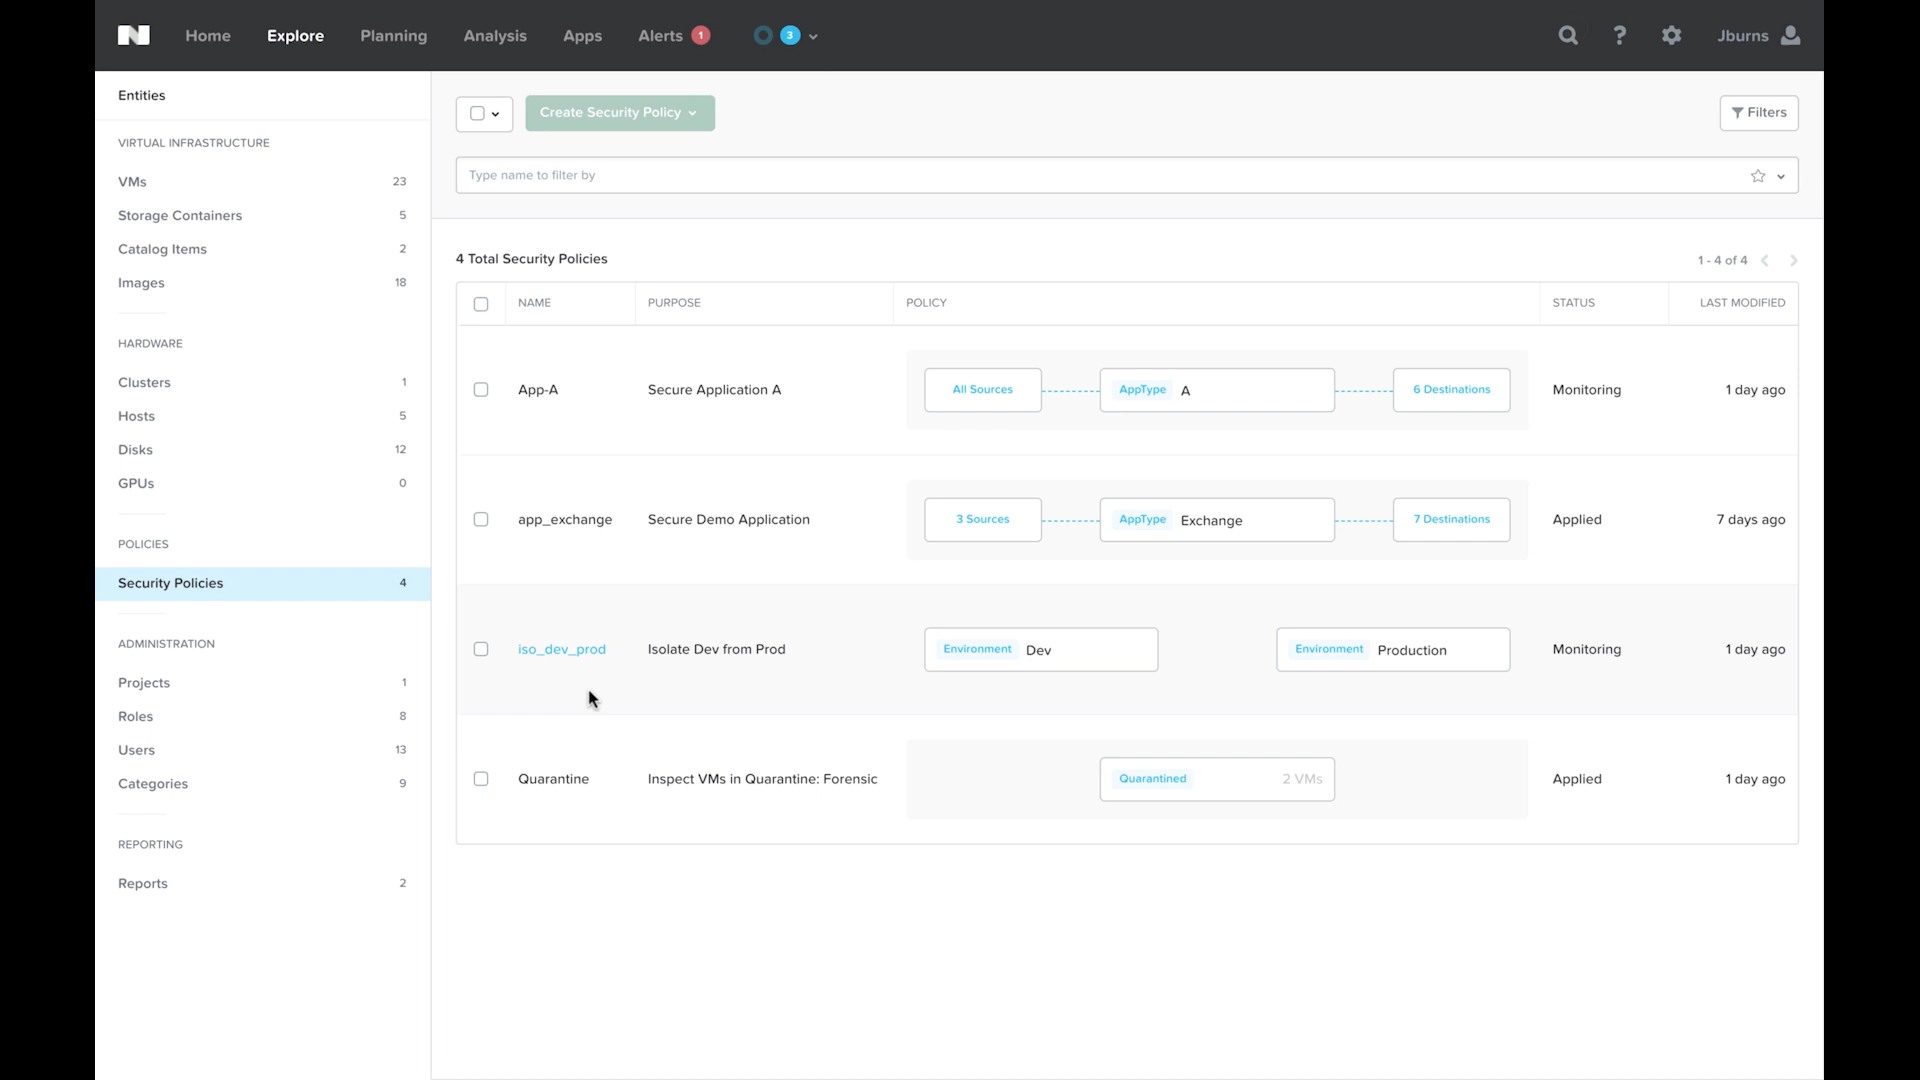 Home Explore Planning Analysis Apps Alerts 1 3 ? Jburns
Entities
VIRTUAL INFRASTRUCTURE
VMs 23
Storage Containers 5
Catalog Items 2
Images 18
HARDWARE
Clusters 1
Hosts 5
Disks 12
GPUs 0
POLICIES
Security Policies 4
ADMINISTRATION
Projects 1
Roles 8
Users 13
Categories 9
REPORTING
Reports 2
Create Security Policy Filters
Type name to filter by
4 Total Security Policies 1 - 4 of 4
NAME PURPOSE POLICY STATUS LAST MODIFIED
App-A Secure Application A All Sources AppType A 6 Destinations Monitoring 1 day ago
app_exchange Secure Demo Application 3 Sources AppType Exchange 7 Destinations Applied 7 days ago
iso_dev_prod Isolate Dev from Prod Environment Dev Environment Production Monitoring 1 day ago
Quarantine Inspect VMs in Quarantine: Forensic Quarantined 2 VMs Applied 1 day ago